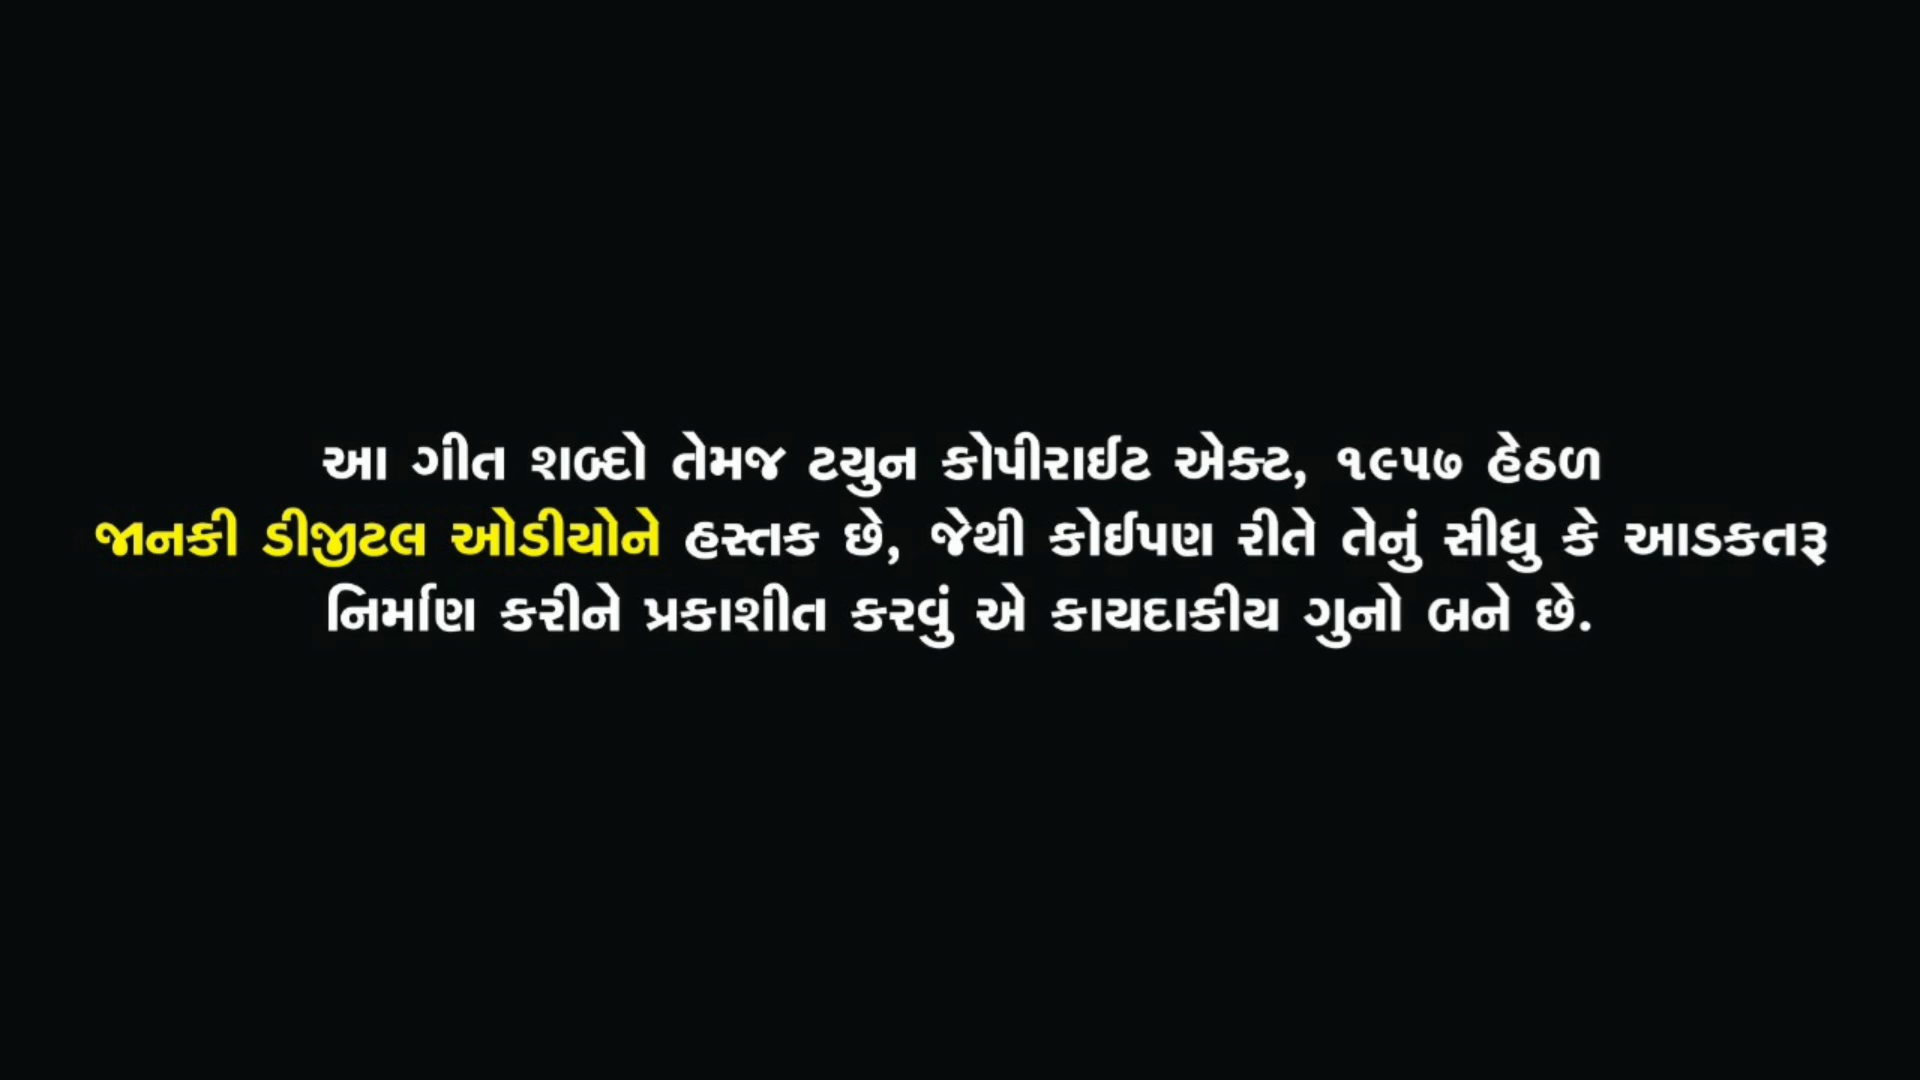 આ ગીત શબ્દો તેમજ ટયુન કોપીરાઈટ એક્ટ, ૧૯૫૭ હેઠળ
જાનકી ડીજીટલ ઓડીયોને હસ્તક છે, જેથી કોઈપણ રીતે તેનું સીધુ કે આડકતરૂ
નિર્માણ કરીને પ્રકાશીત કરવું એ કાયદાકીય ગુનો બને છે.